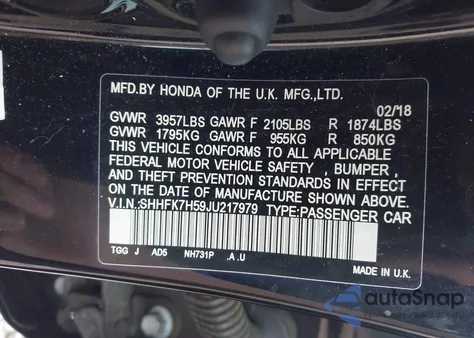 MFD.BY HONDA OF THE U.K. MFG.,LTD.
02/18
GVWR 3957LBS GAWR F 2105LBS R 1874LBS
GVWR 1795KG GAWR F 955KG R 850KG
THIS VEHICLE CONFORMS TO ALL APPLICABLE
FEDERAL MOTOR VEHICLE SAFETY , BUMPER ,
AND THEFT PREVENTION STANDARDS IN EFFECT
ON THE DATE OF MANUFACTURE SHOWN ABOVE.
V.I.N.:SHHFK7H59JU217979 TYPE:PASSENGER CAR
TGG J AD5 NH731P .A .U
MADE IN U.K.
autoSnap